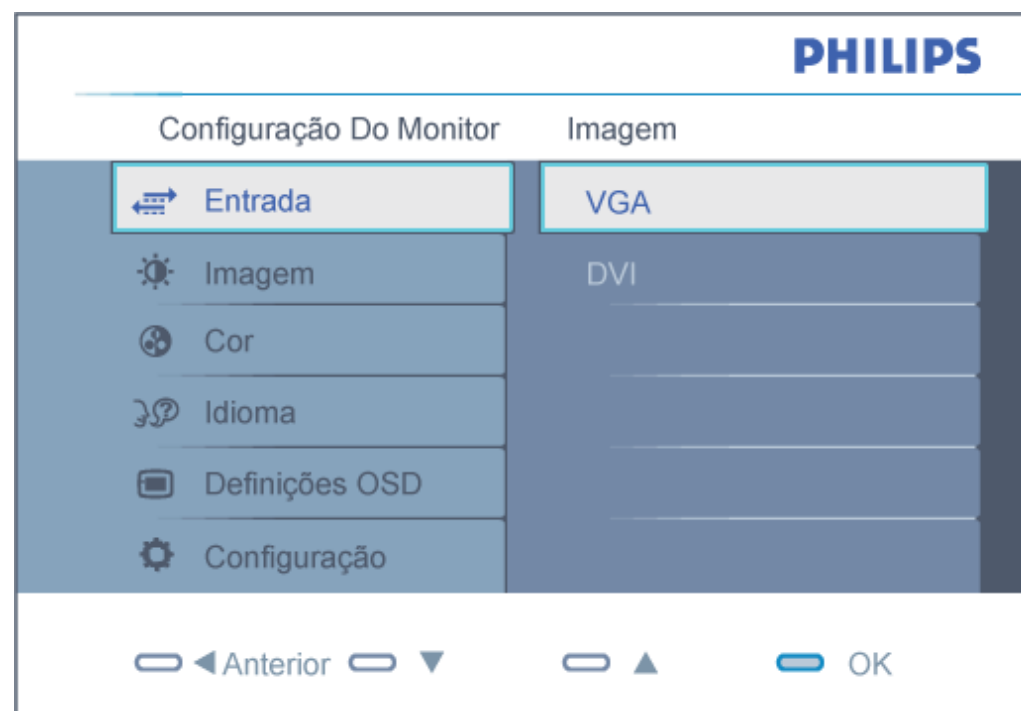 PHILIPS
Configuração Do Monitor Imagem
Entrada VGA
Imagem DVI
Cor
Idioma
Definições OSD
Configuração
Anterior OK